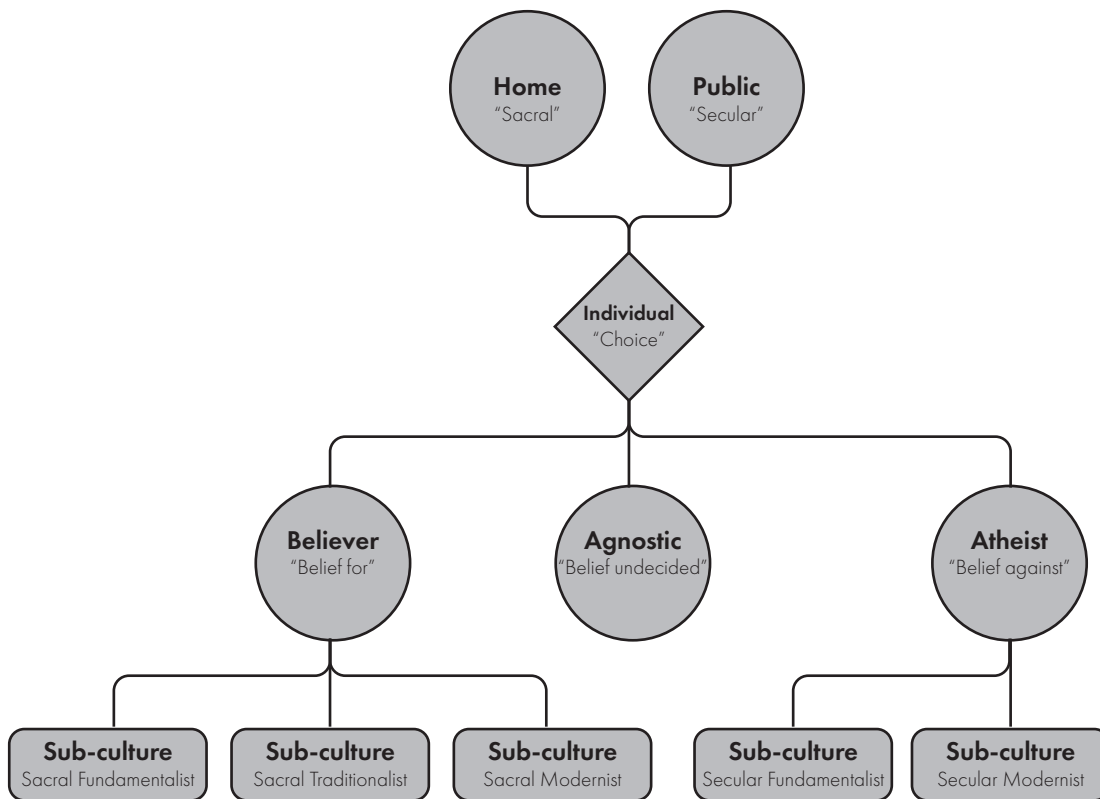 Home
“Sacral”
Public
“Secular”
Individual
“Choice”
Believer
“Belief for”
Agnostic
“Belief undecided”
Atheist
“Belief against”
Sub-culture
Sacral Fundamentalist
Sub-culture
Sacral Traditionalist
Sub-culture
Sacral Modernist
Sub-culture
Secular Fundamentalist
Sub-culture
Secular Modernist